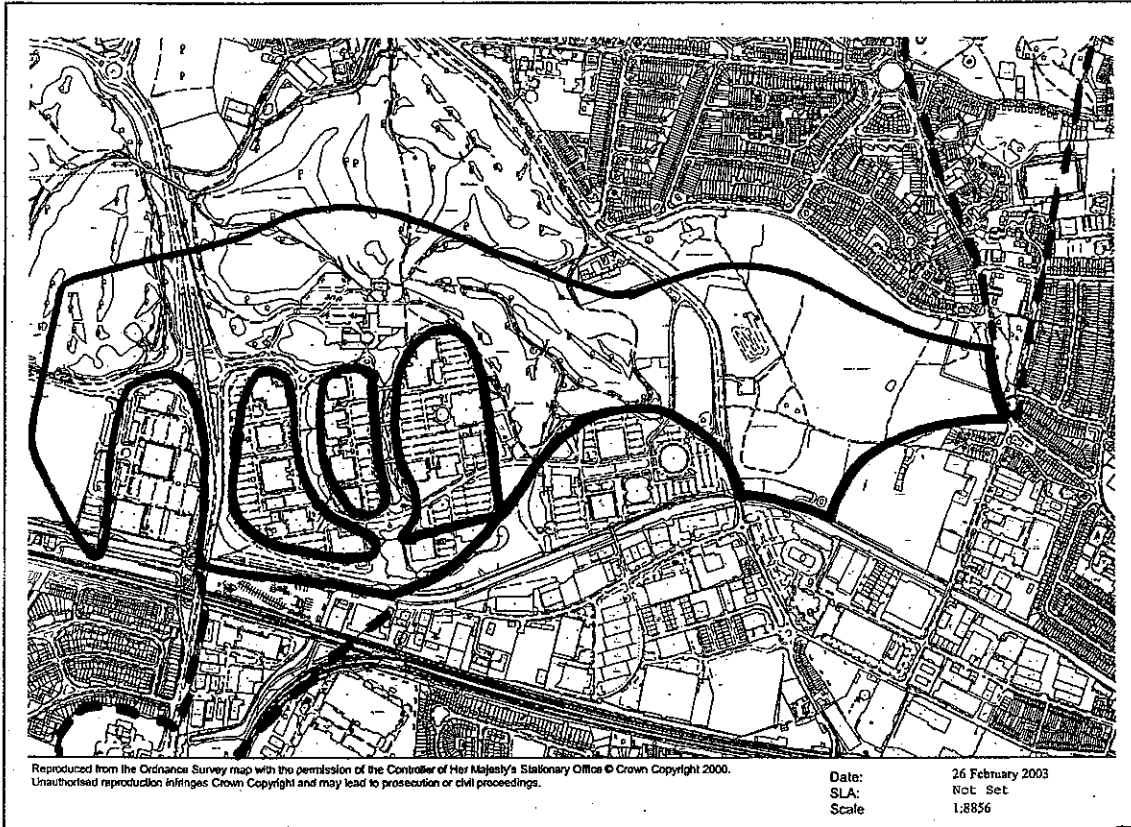 Reproduced from the Ordnance Survey map with the permission of the Controller of Her Majesty's Stationary Office © Crown Copyright 2000.
Unauthorised reproduction infringes Crown Copyright and may lead to prosecution or civil proceedings.
Date: 26 February 2003
SLA: Not Set
Scale 1:8856